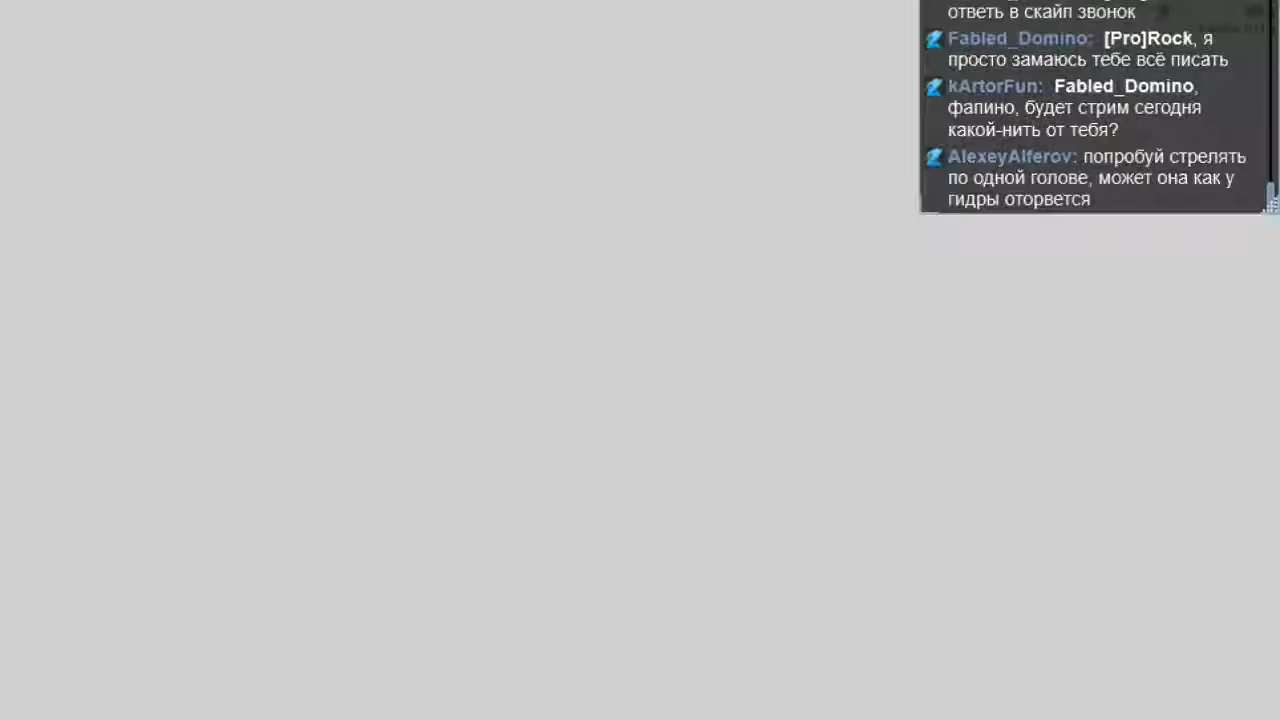 ответь в скайп звонок
Fabled_Domino: [Pro]Rock, я
просто замаюсь тебе всё писать
kArtorFun: Fabled_Domino,
фапино, будет стрим сегодня
какой-нить от тебя?
AlexeyAlferov: попробуй стрелять
по одной голове, может она как у
гидры оторвется